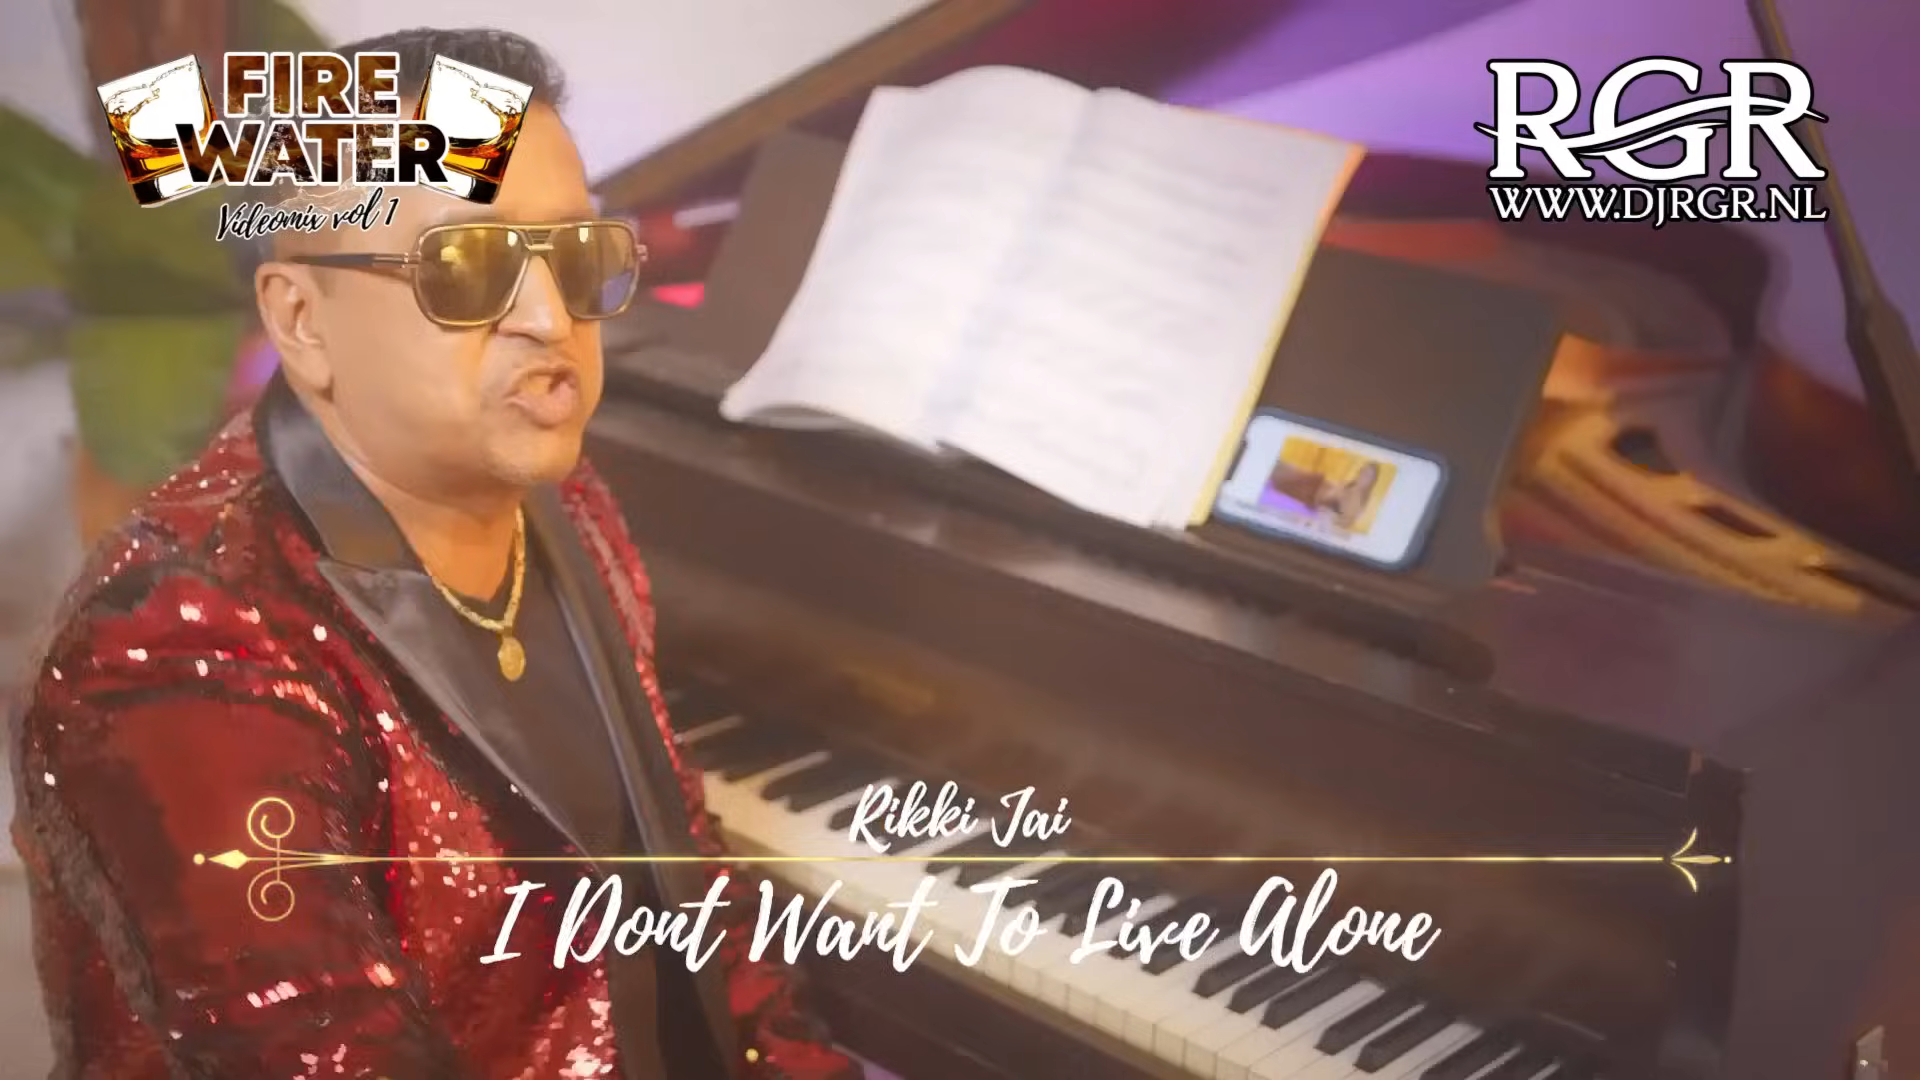 FIRE
WATER
Videomix vol 1
RGR
WWW.DJRGR.NL
Rikki Jai
I Dont Want To Live Alone